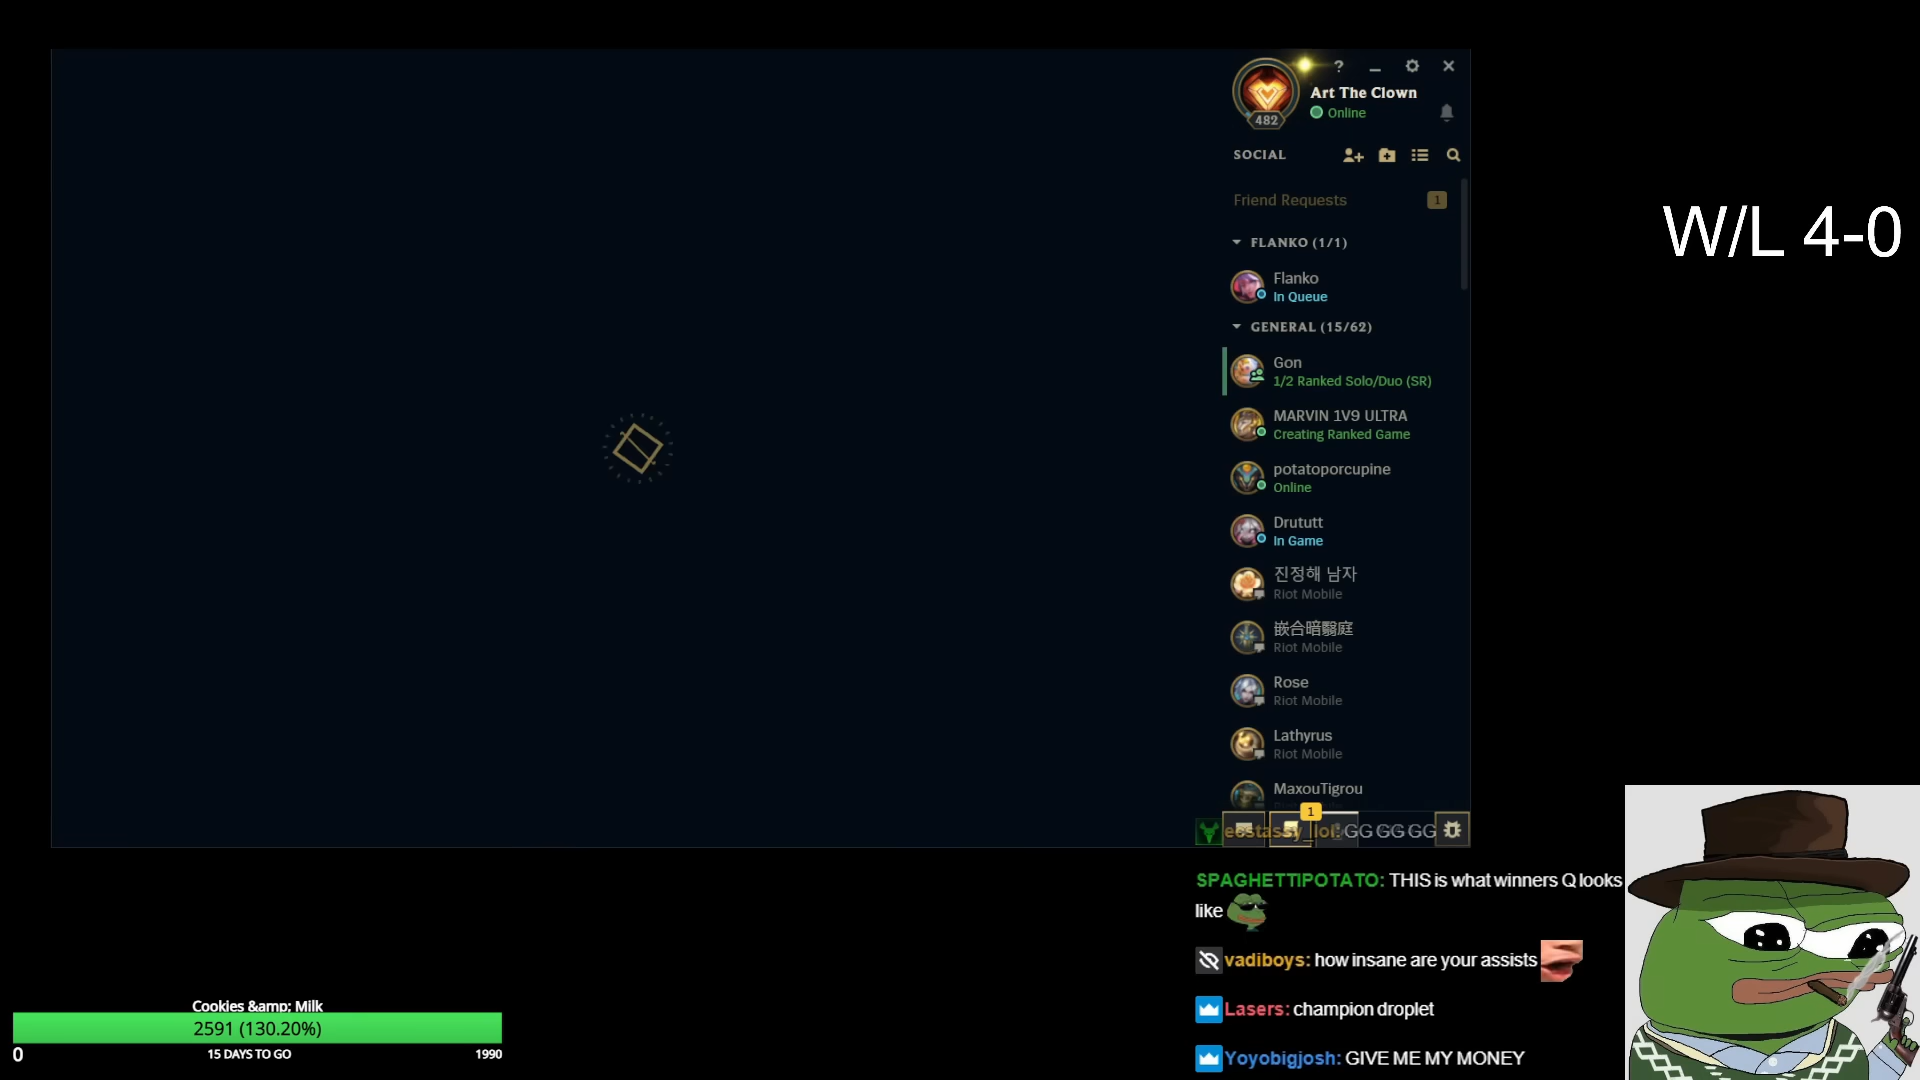 ?
Art The Clown
482
Online
SOCIAL
Friend Requests
1
FLANKO (1/1)
Flanko
In Queue
GENERAL (15/62)
Gon
1/2 Ranked Solo/Duo (SR)
MARVIN 1V9 ULTRA
Creating Ranked Game
potatoporcupine
Online
Drututt
In Game
진정해 남자
Riot Mobile
嵌合暗翳庭
Riot Mobile
Rose
Riot Mobile
Lathyrus
Riot Mobile
MaxouTigrou
1
ecstassy_lol: GG GG GG
SPAGHETTIPOTATO: THIS is what winners Q looks
like
vadiboys: how insane are your assists
Lasers: champion droplet
Yoyobigjosh: GIVE ME MY MONEY
W/L 4-0
Cookies &amp; Milk
2591 (130.20%)
0
15 DAYS TO GO
1990